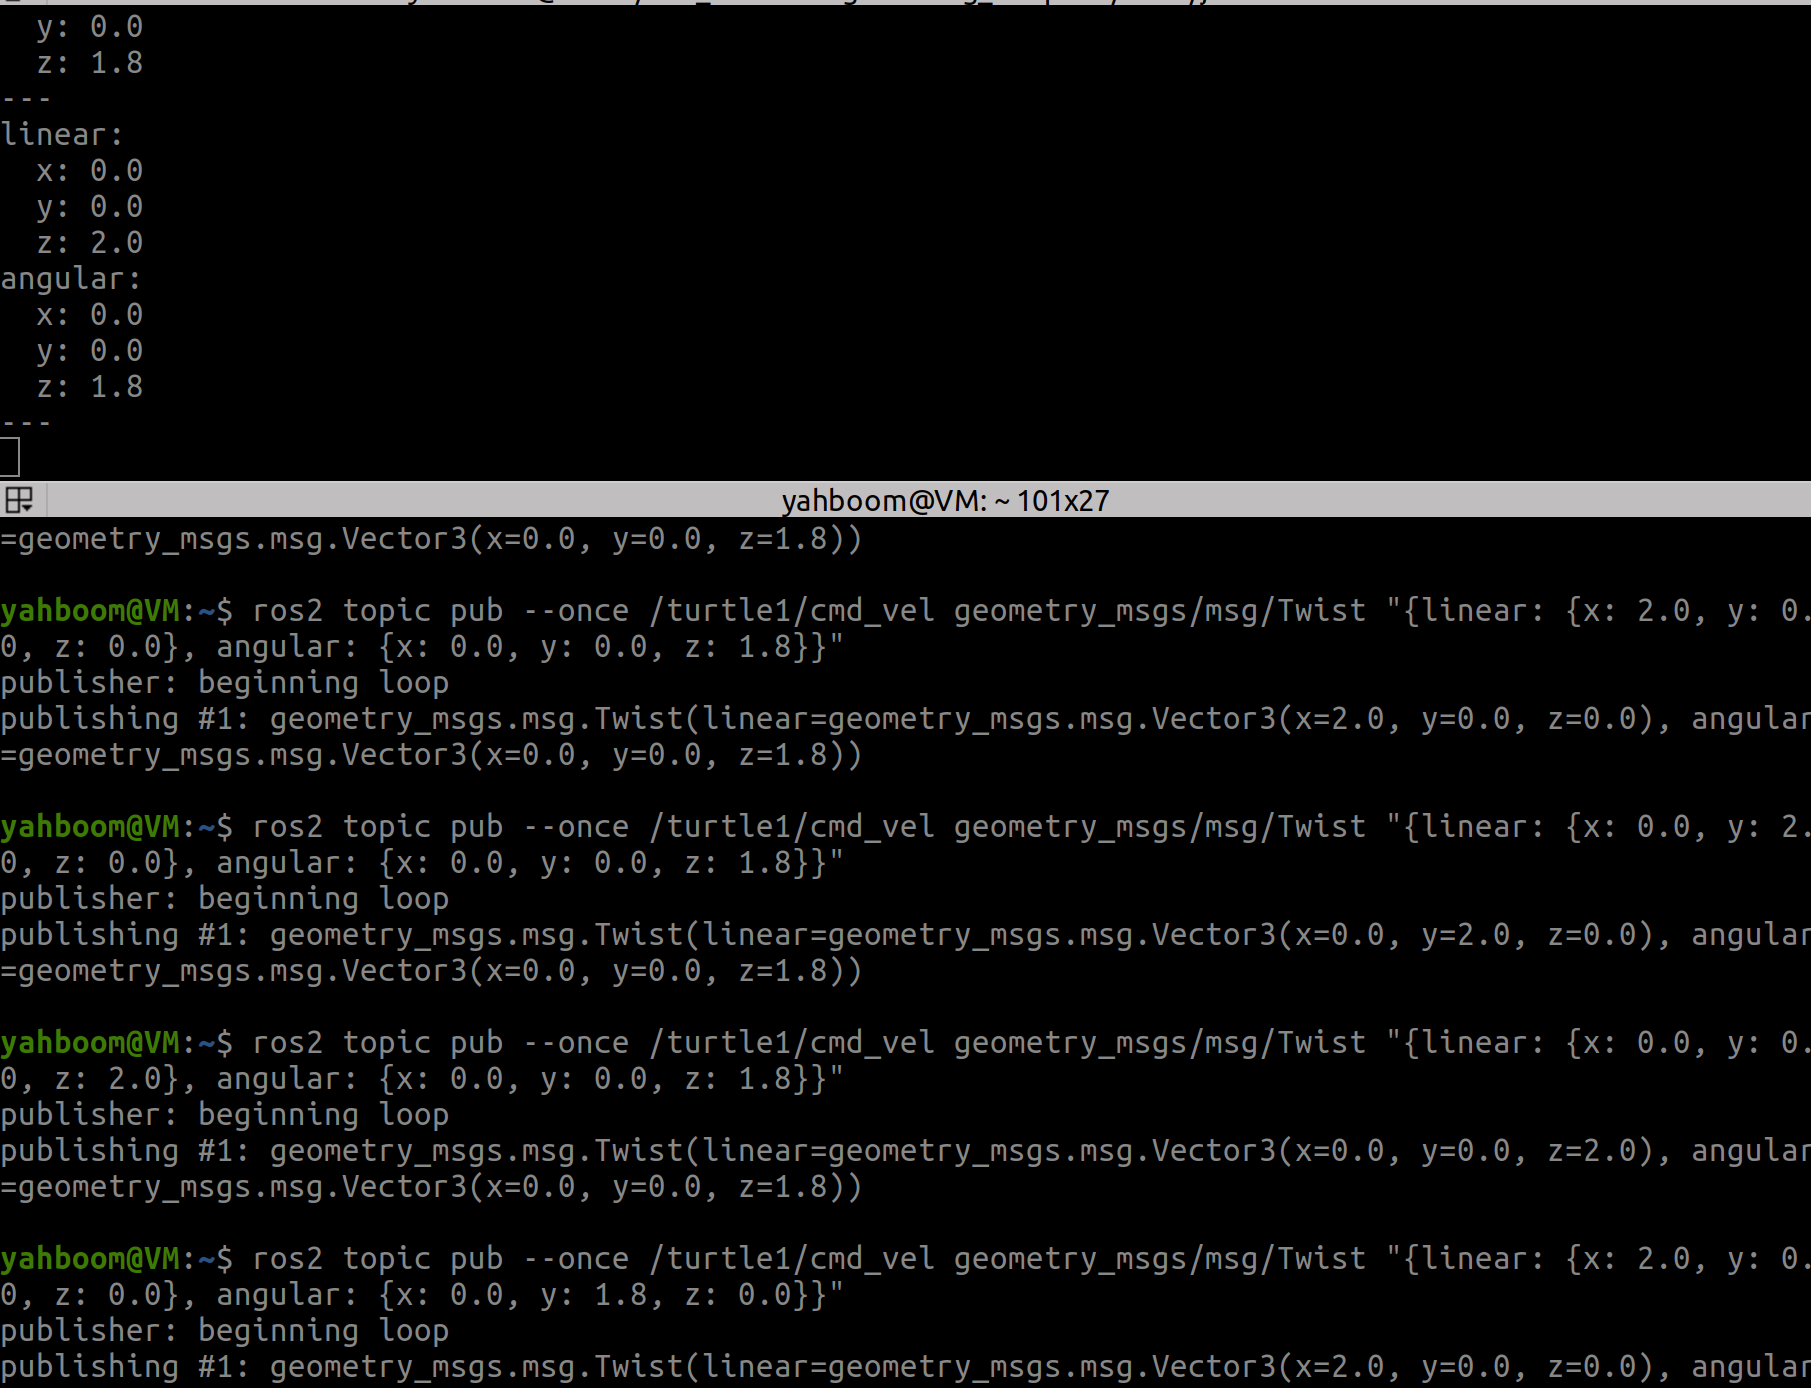 y: 0.0
z: 1.8
---
linear:
x: 0.0
y: 0.0
z: 2.0
angular:
x: 0.0
y: 0.0
z: 1.8
---
yahboom@VM: ~ 101x27
=geometry_msgs.msg.Vector3(x=0.0, y=0.0, z=1.8))
yahboom@VM:~$ ros2 topic pub --once /turtle1/cmd_vel geometry_msgs/msg/Twist "{linear: {x: 2.0, y: 0.
0, z: 0.0}, angular: {x: 0.0, y: 0.0, z: 1.8}}"
publisher: beginning loop
publishing #1: geometry_msgs.msg.Twist(linear=geometry_msgs.msg.Vector3(x=2.0, y=0.0, z=0.0), angular
=geometry_msgs.msg.Vector3(x=0.0, y=0.0, z=1.8))
yahboom@VM:~$ ros2 topic pub --once /turtle1/cmd_vel geometry_msgs/msg/Twist "{linear: {x: 0.0, y: 2.
0, z: 0.0}, angular: {x: 0.0, y: 0.0, z: 1.8}}"
publisher: beginning loop
publishing #1: geometry_msgs.msg.Twist(linear=geometry_msgs.msg.Vector3(x=0.0, y=2.0, z=0.0), angular
=geometry_msgs.msg.Vector3(x=0.0, y=0.0, z=1.8))
yahboom@VM:~$ ros2 topic pub --once /turtle1/cmd_vel geometry_msgs/msg/Twist "{linear: {x: 0.0, y: 0.
0, z: 2.0}, angular: {x: 0.0, y: 0.0, z: 1.8}}"
publisher: beginning loop
publishing #1: geometry_msgs.msg.Twist(linear=geometry_msgs.msg.Vector3(x=0.0, y=0.0, z=2.0), angular
=geometry_msgs.msg.Vector3(x=0.0, y=0.0, z=1.8))
yahboom@VM:~$ ros2 topic pub --once /turtle1/cmd_vel geometry_msgs/msg/Twist "{linear: {x: 2.0, y: 0.
0, z: 0.0}, angular: {x: 0.0, y: 1.8, z: 0.0}}"
publisher: beginning loop
publishing #1: geometry_msgs.msg.Twist(linear=geometry_msgs.msg.Vector3(x=2.0, y=0.0, z=0.0), angular